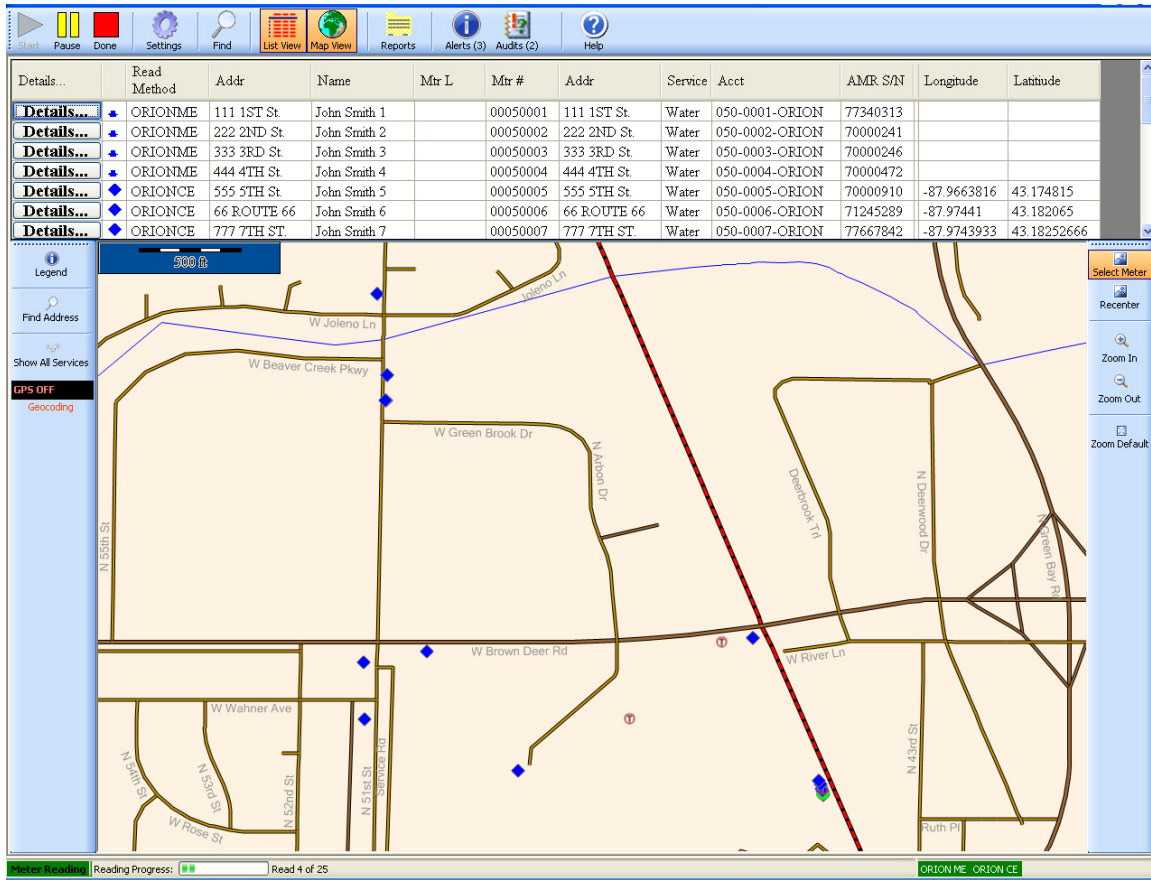 Start Pause Done Settings Find List View Map View Reports Alerts (3) Audits (2) Help
Details... Read Method Addr Name Mtr L Mtr # Addr Service Acct AMR S/N Longitude Latitiude
Details... ORIONME 111 1ST St. John Smith 1 00050001 111 1ST St. Water 050-0001-ORION 77340313
Details... ORIONME 222 2ND St. John Smith 2 00050002 222 2ND St. Water 050-0002-ORION 70000241
Details... ORIONME 333 3RD St. John Smith 3 00050003 333 3RD St. Water 050-0003-ORION 70000246
Details... ORIONME 444 4TH St. John Smith 4 00050004 444 4TH St. Water 050-0004-ORION 70000472
Details... ORIONCE 555 5TH St. John Smith 5 00050005 555 5TH St. Water 050-0005-ORION 70000910 -87.9663816 43.174815
Details... ORIONCE 66 ROUTE 66 John Smith 6 00050006 66 ROUTE 66 Water 050-0006-ORION 71245289 -87.97441 43.182065
Details... ORIONCE 777 7TH ST. John Smith 7 00050007 777 7TH ST. Water 050-0007-ORION 77667842 -87.9743933 43.18252666
Legend
Find Address
Show All Services
GPS OFF
Geocoding
500 ft
Joleno Ln
W Joleno Ln
W Beaver Creek Pkwy
W Green Brook Dr
N Arbon Dr
Deerbrook Trl
N Deerwood Dr
N Green Bay Rd
N 55th St
W Brown Deer Rd
T
W River Ln
W Wahner Ave
T
N 54th St
N 53rd St
N 52nd St
N 51st St
Service Rd
N 43rd St
W Rose St
Ruth Pl
Select Meter
Recenter
Zoom In
Zoom Out
Zoom Default
Meter Reading Reading Progress: Read 4 of 25 ORION ME ORION CE